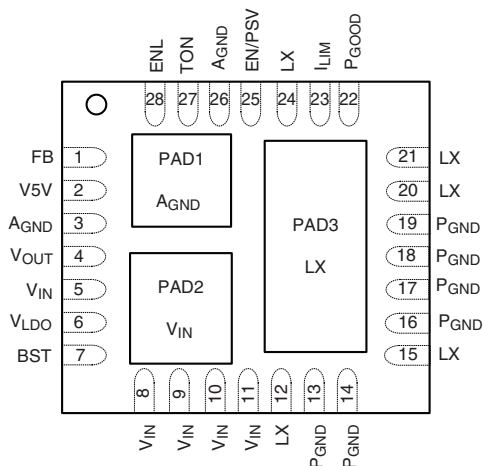 ENL
TON
AGND
EN/PSV
LX
ILIM
PGOOD
28
27
26
25
24
23
22
FB 1
V5V 2
AGND 3
VOUT 4
VIN 5
VLDO 6
BST 7
PAD1
AGND
PAD2
VIN
PAD3
LX
21 LX
20 LX
19 PGND
18 PGND
17 PGND
16 PGND
15 LX
8
9
10
11
12
13
14
VIN
VIN
VIN
VIN
LX
PGND
PGND